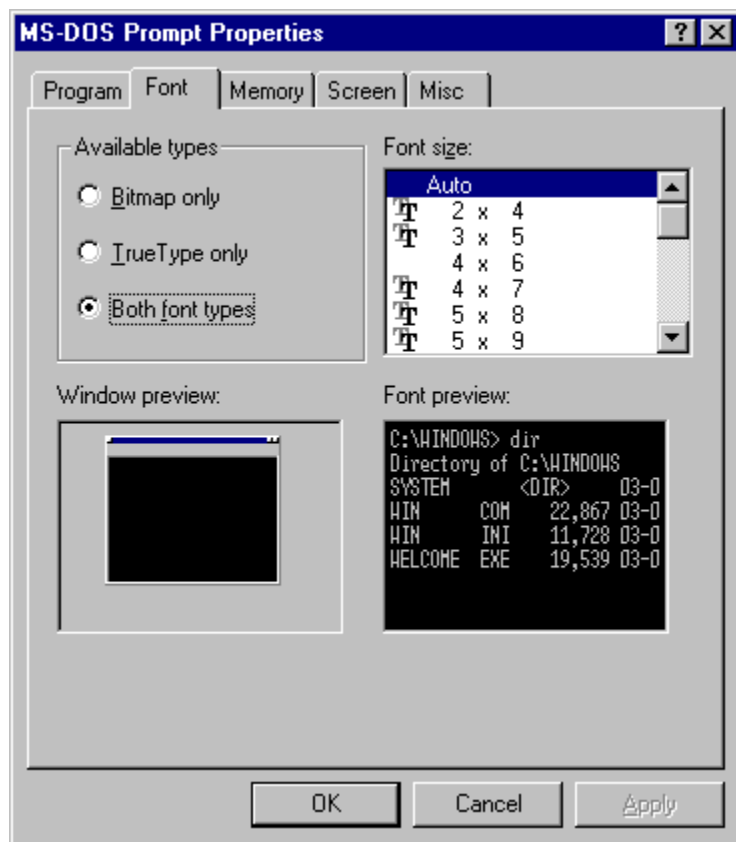 MS-DOS Prompt Properties
Program Font Memory Screen Misc
Available types
Bitmap only
TrueType only
Both font types
Font size:
Auto
2 x 4
3 x 5
4 x 6
4 x 7
5 x 8
5 x 9
Window preview:
Font preview:
C:\WINDOWS> dir
Directory of C:\WINDOWS
SYSTEM <DIR> 03-0
WIN COM 22,867 03-0
WIN INI 11,728 03-0
WELCOME EXE 19,539 03-0
OK Cancel Apply